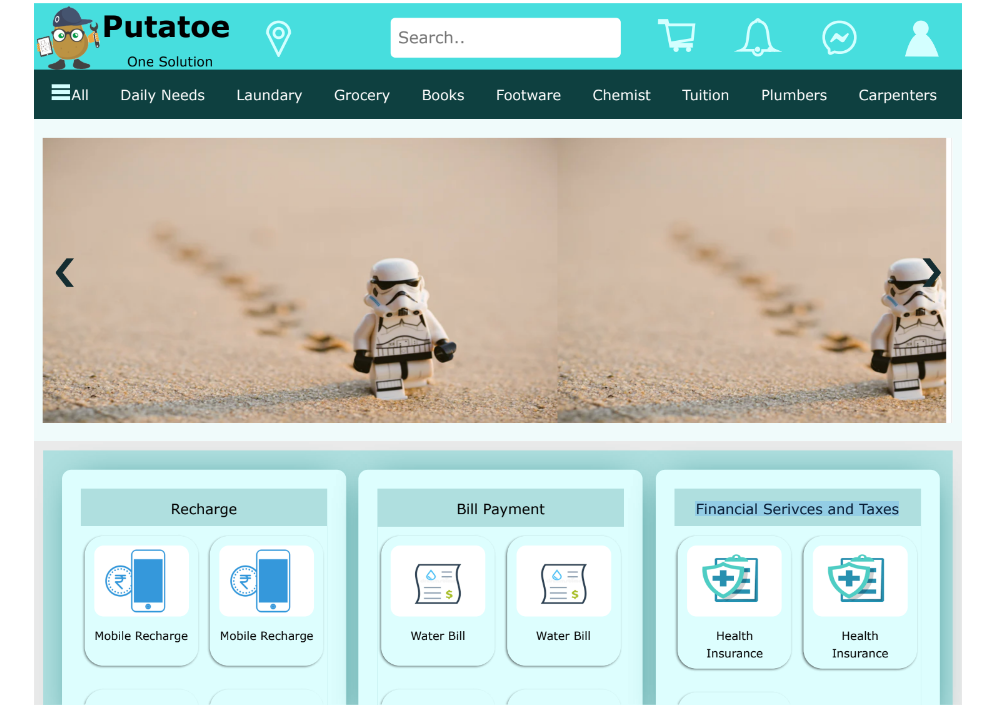 Putatoe
One Solution
Search..
All Daily Needs Laundary Grocery Books Footware Chemist Tuition Plumbers Carpenters
Recharge
Bill Payment
Financial Serivces and Taxes
Mobile Recharge
Mobile Recharge
Water Bill
Water Bill
Health
Insurance
Health
Insurance